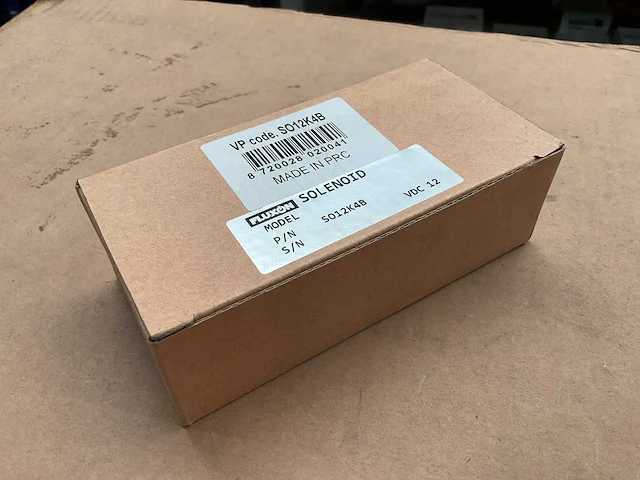 VP code. SO12K4B
8 720028 020041
MADE IN PRC
FLUXON SOLENOID
MODEL
P/N SO12K4B VDC 12
S/N